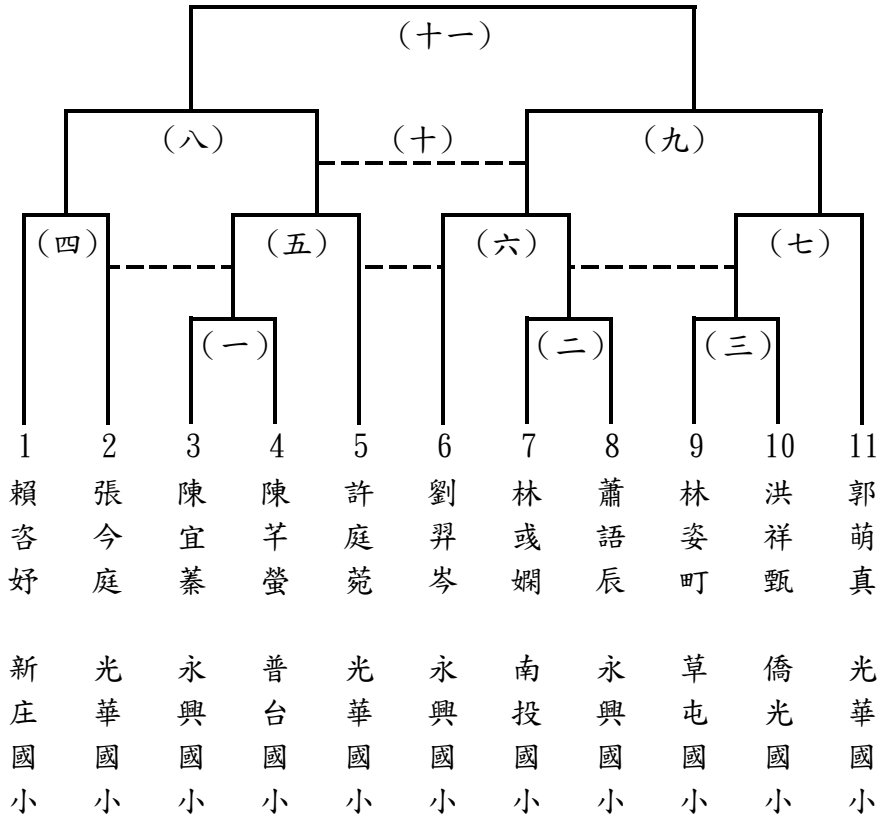 (十一)
(八) (十) (九)
(四) (五) (六) (七)
(一) (二) (三)
1 2 3 4 5 6 7 8 9 10 11
賴咨妤 新庄國小
張今庭 光華國小
陳宜蓁 永興國小
陳芊螢 普台國小
許庭菀 光華國小
劉羿岑 永興國小
林彧嫻 南投國小
蕭語辰 永興國小
林姿町 草屯國小
洪祥甄 僑光國小
郭萌真 光華國小